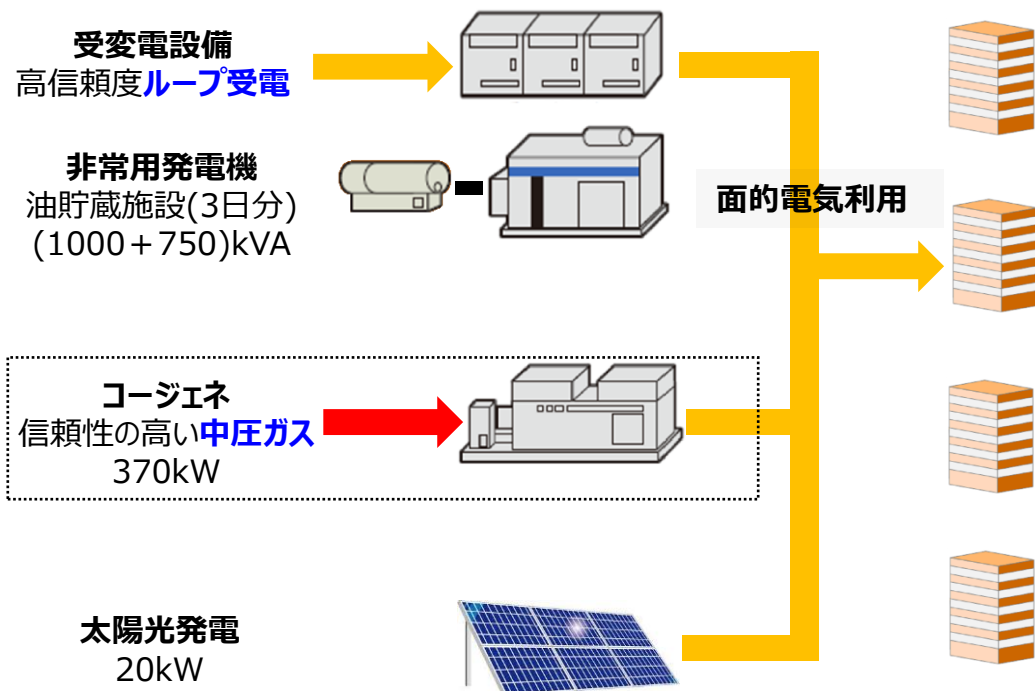 受変電設備
高信頼度ループ受電
非常用発電機
油貯蔵施設(3日分)
(1000＋750)kVA
面的電気利用
コージェネ
信頼性の高い中圧ガス
370kW
太陽光発電
20kW